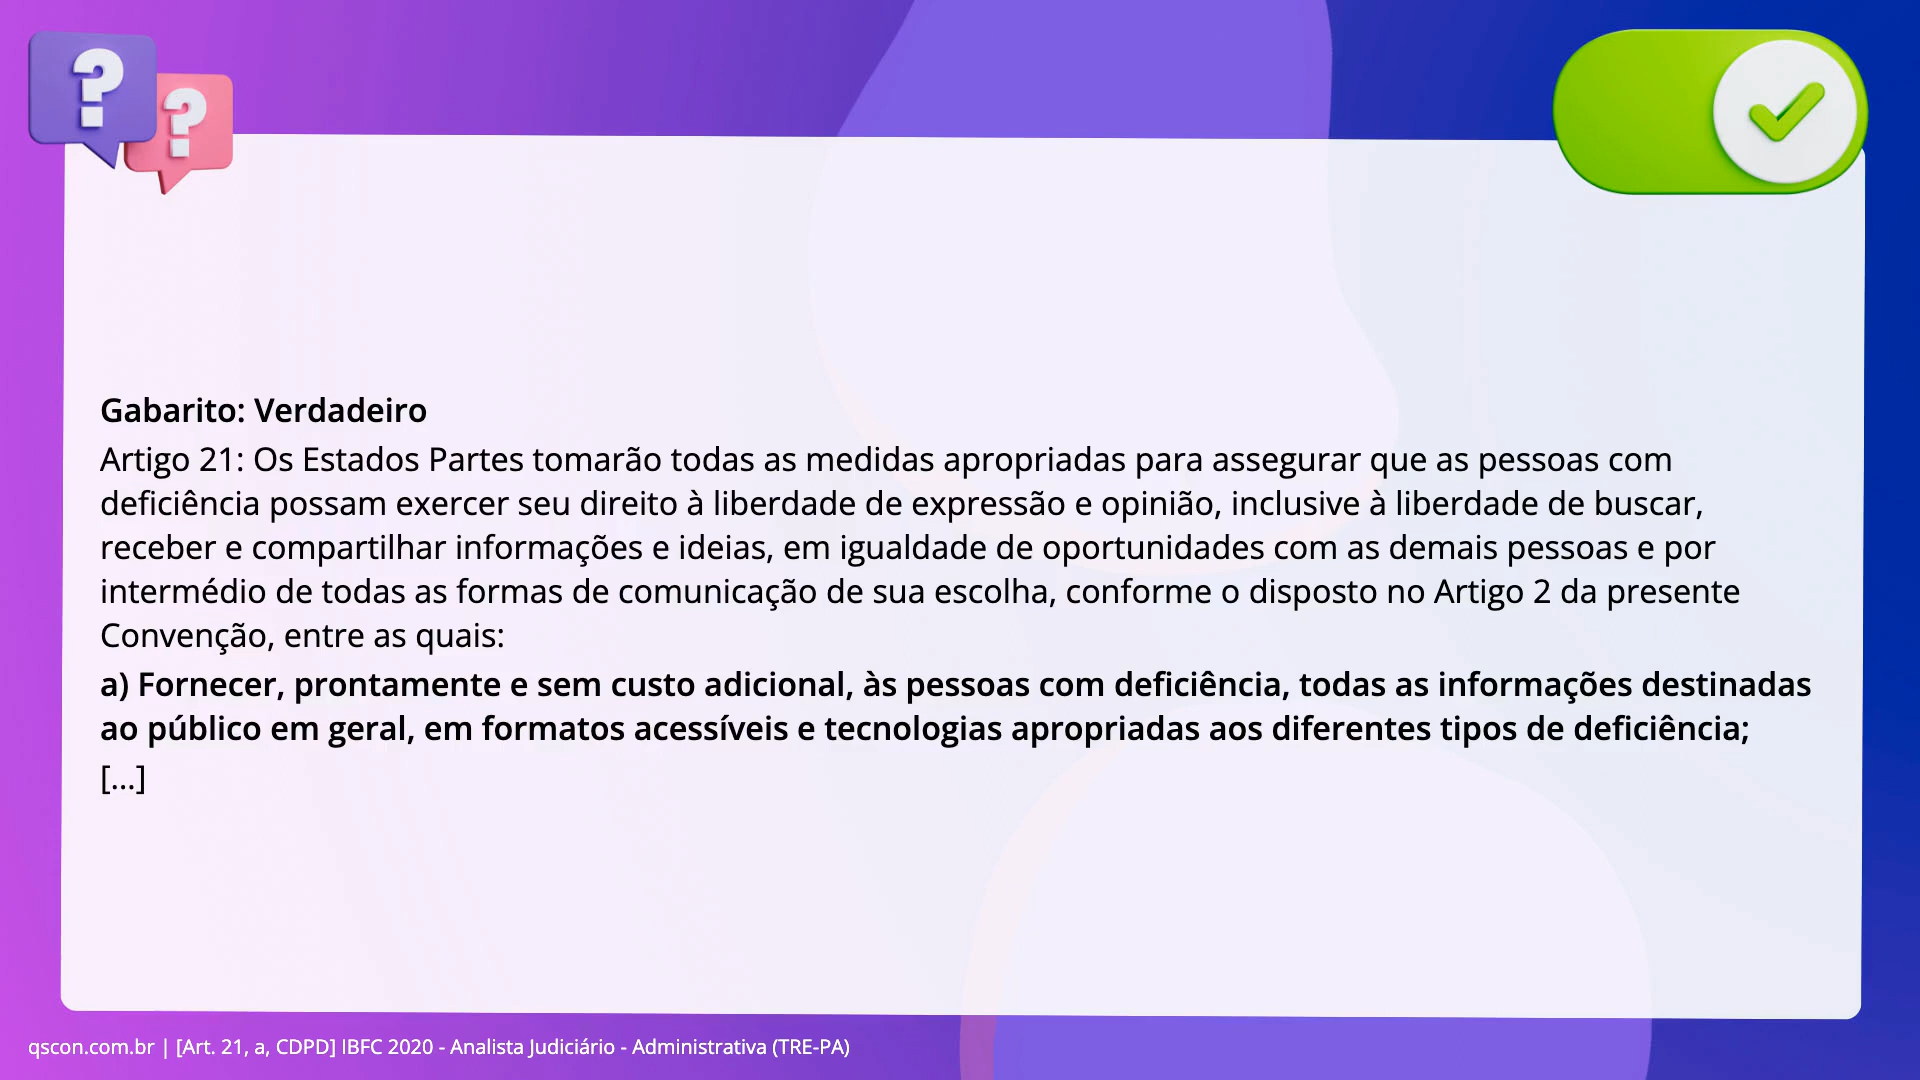 ? ?
Gabarito: Verdadeiro
Artigo 21: Os Estados Partes tomarão todas as medidas apropriadas para assegurar que as pessoas com
deficiência possam exercer seu direito à liberdade de expressão e opinião, inclusive à liberdade de buscar,
receber e compartilhar informações e ideias, em igualdade de oportunidades com as demais pessoas e por
intermédio de todas as formas de comunicação de sua escolha, conforme o disposto no Artigo 2 da presente
Convenção, entre as quais:
a) Fornecer, prontamente e sem custo adicional, às pessoas com deficiência, todas as informações destinadas
ao público em geral, em formatos acessíveis e tecnologias apropriadas aos diferentes tipos de deficiência;
[...]
qscon.com.br | [Art. 21, a, CDPD] IBFC 2020 - Analista Judiciário - Administrativa (TRE-PA)